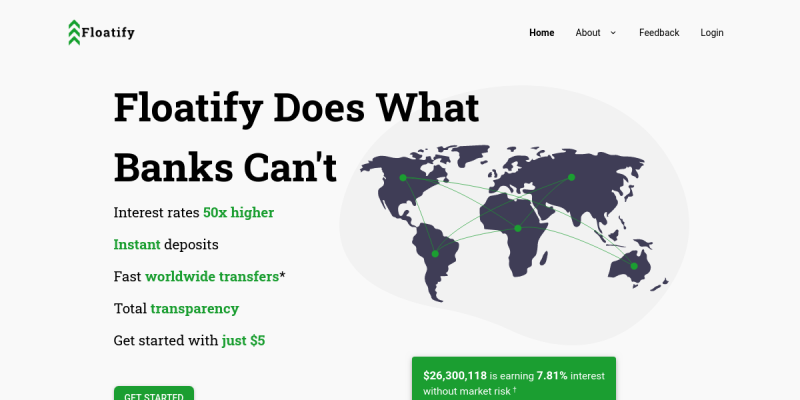 Floatify
Home About Feedback Login
Floatify Does What
Banks Can't
Interest rates 50x higher
Instant deposits
Fast worldwide transfers*
Total transparency
Get started with just $5
GET STARTED
$26,300,118 is earning 7.81% interest
without market risk †